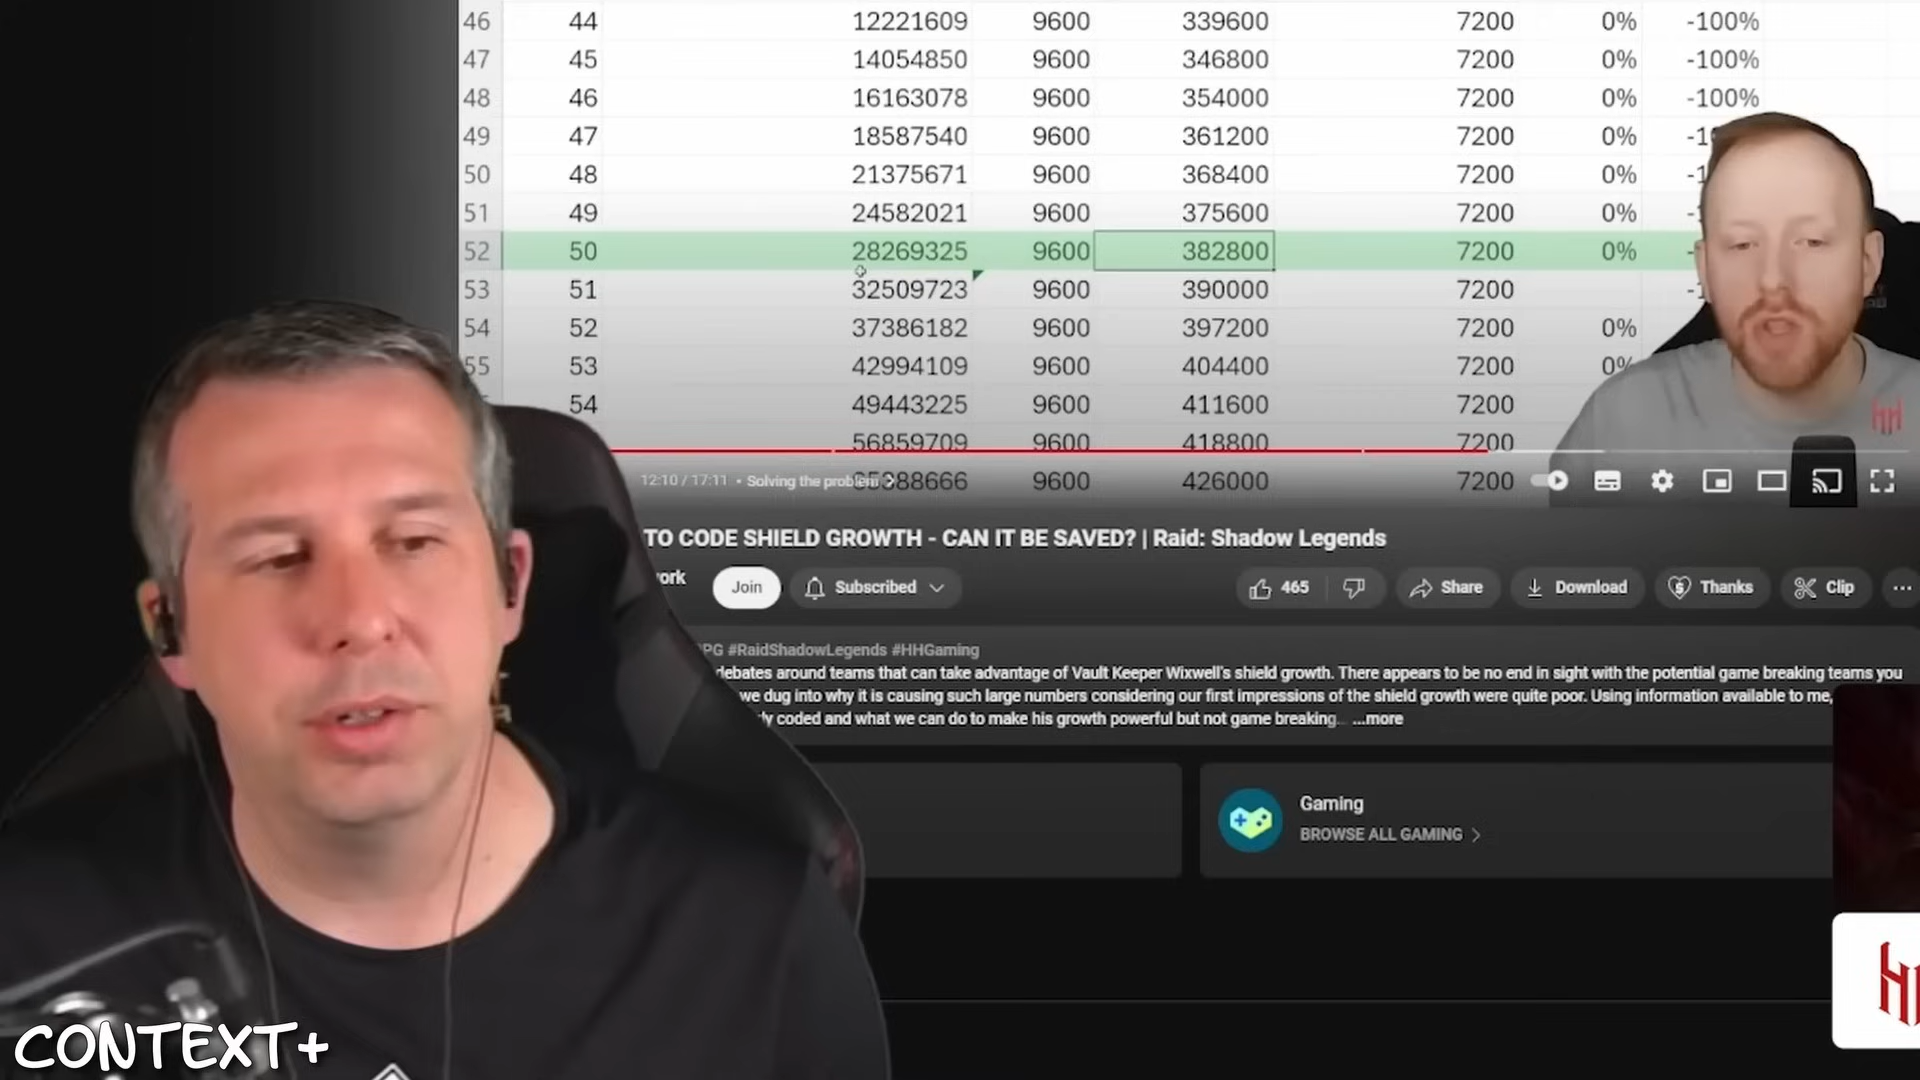 46 44 12221609 9600 339600 7200 0% -100%
47 45 14054850 9600 346800 7200 0% -100%
48 46 16163078 9600 354000 7200 0% -100%
49 47 18587540 9600 361200 7200 0%
50 48 21375671 9600 368400 7200 0%
51 49 24582021 9600 375600 7200 0%
52 50 28269325 9600 382800 7200 0%
53 51 32509723 9600 390000 7200
54 52 37386182 9600 397200 7200 0%
55 53 42994109 9600 404400 7200 0%
54 49443225 9600 411600 7200
56859709 9600 418800 7200
12:10 / 17:11 • Solving the problem 9600 426000 7200
TO CODE SHIELD GROWTH - CAN IT BE SAVED? | Raid: Shadow Legends
Join Subscribed 465 Share Download Thanks Clip ...
#RaidShadowLegends #HHGaming
debates around teams that can take advantage of Vault Keeper Wixwell's shield growth. There appears to be no end in sight with the potential game breaking teams you
we dug into why it is causing such large numbers considering our first impressions of the shield growth were quite poor. Using information available to me,
coded and what we can do to make his growth powerful but not game breaking. ...more
Gaming
BROWSE ALL GAMING
HH
CONTEXT+